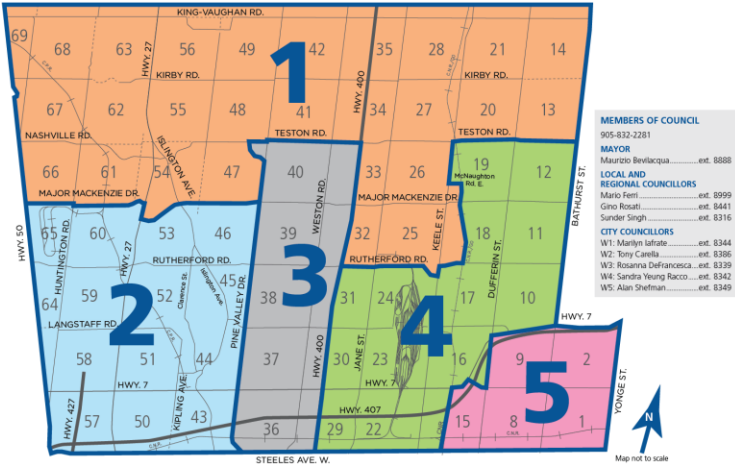 KING-VAUGHAN RD.
69
68
63
HWY. 27
56
49
42
35
28
21
14
C.P.R.
1
HWY. 400
KIRBY RD.
KIRBY RD.
67
62
55
48
41
34
27
20
13
NASHVILLE RD.
TESTON RD.
TESTON RD.
ISLINGTON AVE.
66
61
54
47
40
33
26
19
12
McNaughton
Rd. E.
MAJOR MACKENZIE DR.
MAJOR MACKENZIE DR.
WESTON RD.
KEELE ST.
BATHURST ST.
HWY. 50
65
HUNTINGTON RD.
60
HWY. 27
53
46
39
32
25
18
11
RUTHERFORD RD.
RUTHERFORD RD.
DUFFERIN ST.
64
59
2
52
Clarence St.
Islington Ave.
45
PINE VALLEY DR.
38
3
31
24
4
17
10
LANGSTAFF RD.
HWY. 7
58
51
44
37
HWY. 400
30
JANE ST.
23
16
9
2
HWY. 7
HWY. 7
5
YONGE ST.
HWY. 427
57
50
KIPLING AVE.
43
HWY. 407
36
29
22
15
8
1
C.P.R.
C.N.R.
STEELES AVE. W.
MEMBERS OF COUNCIL
905-832-2281
MAYOR
Maurizio Bevilacqua..............ext. 8888
LOCAL AND
REGIONAL COUNCILLORS
Mario Ferri............................ext. 8999
Gino Rosati...........................ext. 8441
Sunder Singh........................ext. 8316
CITY COUNCILLORS
W1: Marilyn Iafrate...............ext. 8344
W2: Tony Carella...................ext. 8386
W3: Rosanna DeFrancesca...ext. 8339
W4: Sandra Yeung Racco.....ext. 8342
W5: Alan Shefman................ext. 8349
N
Map not to scale